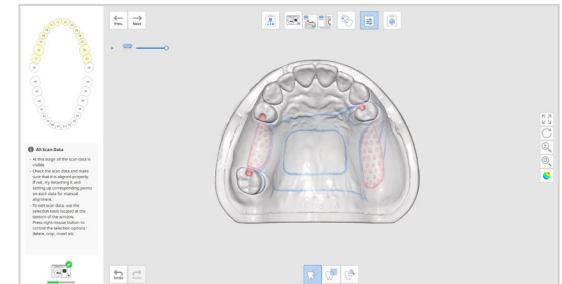 Prev
Next
All Scan Data
- At this stage all the scan data is
visible.
- Check the scan data and make
sure that it is aligned properly.
If not, try detaching it and
setting up corresponding points
on each data for manual
alignment.
- To edit scan data, use the
selection tools located at the
bottom of the window.
Press right mouse button to
control the selection options :
delete, crop, invert etc.
Undo